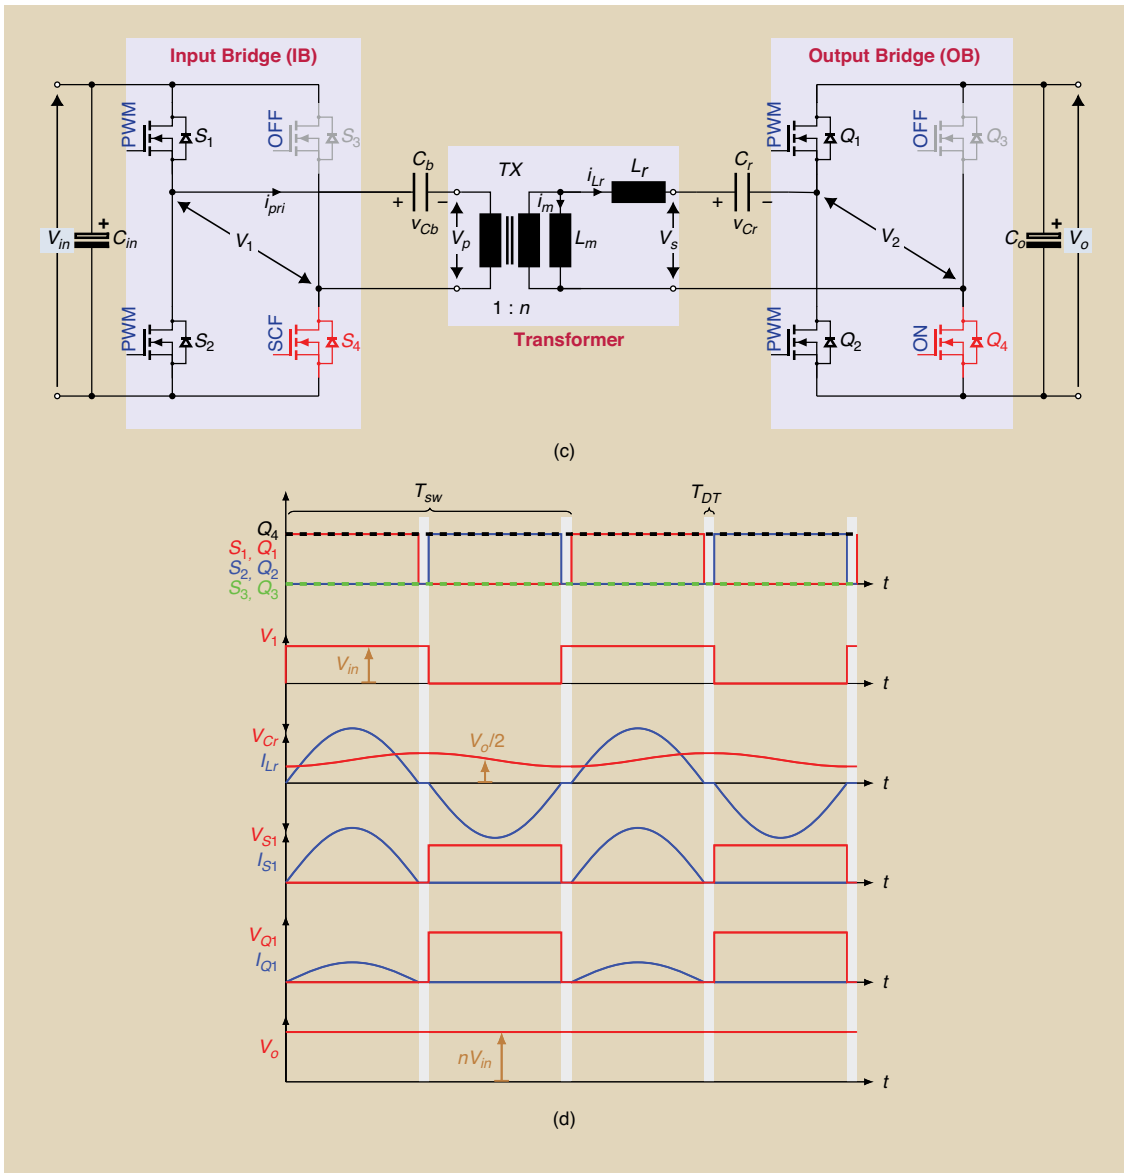 Input Bridge (IB)
Output Bridge (OB)
PWM
S1
OFF
S3
PWM
Q1
OFF
Q3
Cb
TX
iLr
Lr
Cr
ipri
+
−
vCb
im
+
−
vCr
Vin
+
Cin
V1
Vp
Lm
Vs
V2
Co
+
Vo
1 : n
PWM
S2
SCF
S4
Transformer
PWM
Q2
ON
Q4
(c)
Tsw
TDT
Q4
S1, Q1
S2, Q2
S3, Q3
t
V1
Vin
t
VCr
ILr
Vo/2
t
VS1
IS1
t
VQ1
IQ1
t
Vo
nVin
t
(d)